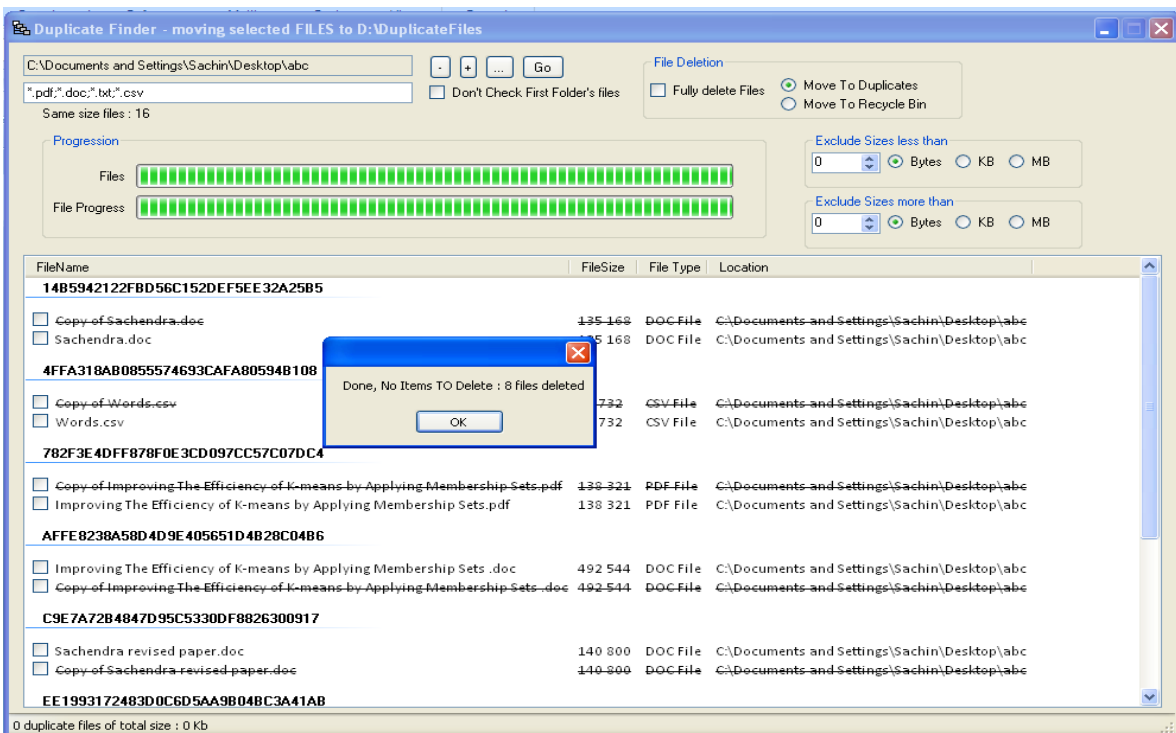 Duplicate Finder - moving selected FILES to D:\DuplicateFiles
C:\Documents and Settings\Sachin\Desktop\abc
- + ... Go
*.pdf;*.doc;*.txt;*.csv
Don't Check First Folder's files
Same size files : 16
File Deletion
Fully delete Files
Move To Duplicates
Move To Recycle Bin
Progression
Files
File Progress
Exclude Sizes less than
0 Bytes KB MB
Exclude Sizes more than
0 Bytes KB MB
FileName FileSize File Type Location
14B5942122FBD56C152DEF5EE32A25B5
Copy of Sachendra.doc 135 168 DOC File C:\Documents and Settings\Sachin\Desktop\abc
Sachendra.doc 5 168 DOC File C:\Documents and Settings\Sachin\Desktop\abc
4FFA318AB0855574693CAFA80594B108
Copy of Words.csv 732 CSV File C:\Documents and Settings\Sachin\Desktop\abc
Words.csv 732 CSV File C:\Documents and Settings\Sachin\Desktop\abc
Done, No Items TO Delete : 8 files deleted
OK
782F3E4DFF878F0E3CD097CC57C07DC4
Copy of Improving The Efficiency of K-means by Applying Membership Sets.pdf 138 321 PDF File C:\Documents and Settings\Sachin\Desktop\abc
Improving The Efficiency of K-means by Applying Membership Sets.pdf 138 321 PDF File C:\Documents and Settings\Sachin\Desktop\abc
AFFE8238A58D4D9E405651D4B28C04B6
Improving The Efficiency of K-means by Applying Membership Sets .doc 492 544 DOC File C:\Documents and Settings\Sachin\Desktop\abc
Copy of Improving The Efficiency of K-means by Applying Membership Sets .doc 492 544 DOC File C:\Documents and Settings\Sachin\Desktop\abc
C9E7A72B4847D95C5330DF8826300917
Sachendra revised paper.doc 140 800 DOC File C:\Documents and Settings\Sachin\Desktop\abc
Copy of Sachendra revised paper.doc 140 800 DOC File C:\Documents and Settings\Sachin\Desktop\abc
EE1993172483D0C6D5AA9B04BC3A41AB
0 duplicate files of total size : 0 Kb